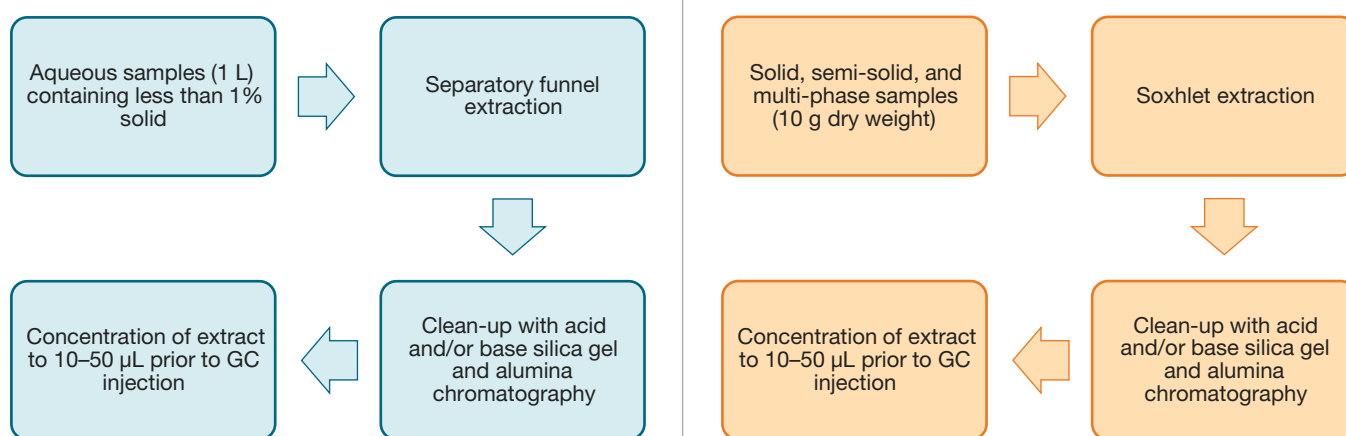 Aqueous samples (1 L)
containing less than 1%
solid
Separatory funnel
extraction
Clean-up with acid
and/or base silica gel
and alumina
chromatography
Concentration of extract
to 10–50 µL prior to GC
injection
Solid, semi-solid, and
multi-phase samples
(10 g dry weight)
Soxhlet extraction
Clean-up with acid
and/or base silica gel
and alumina
chromatography
Concentration of extract
to 10–50 µL prior to GC
injection